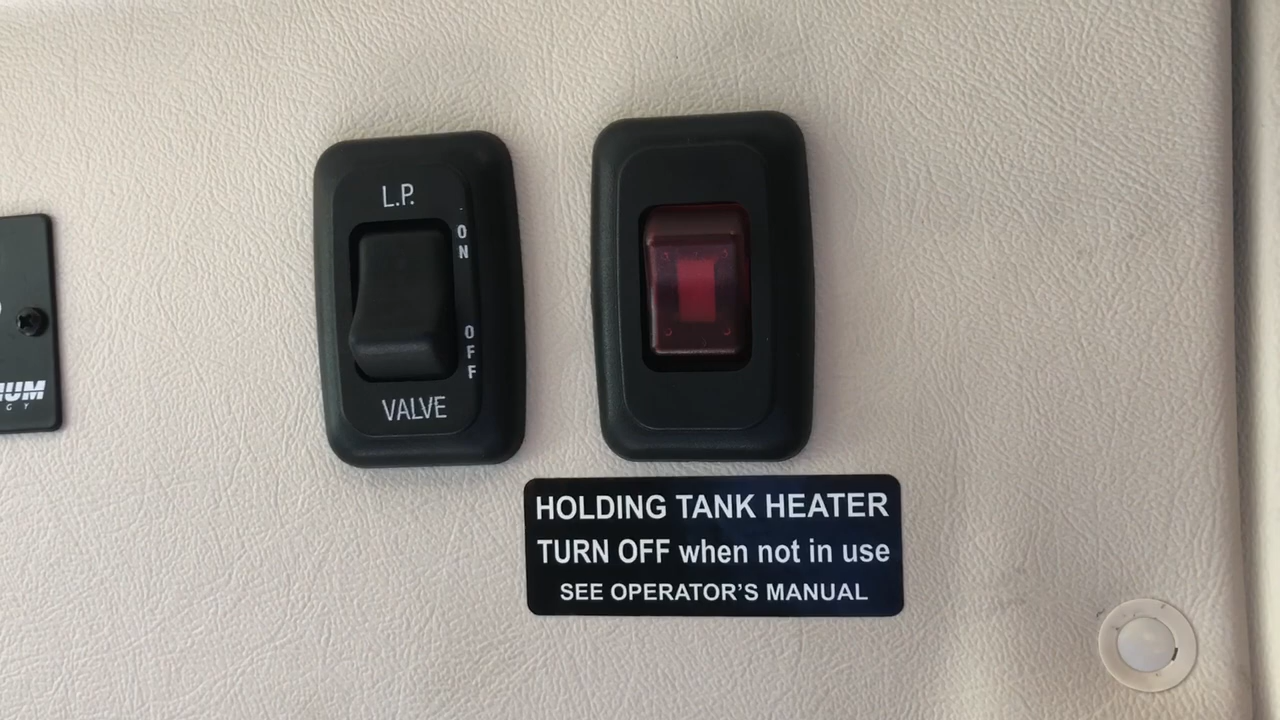 L.P.
ON
OFF
VALVE
HOLDING TANK HEATER
TURN OFF when not in use
SEE OPERATOR'S MANUAL